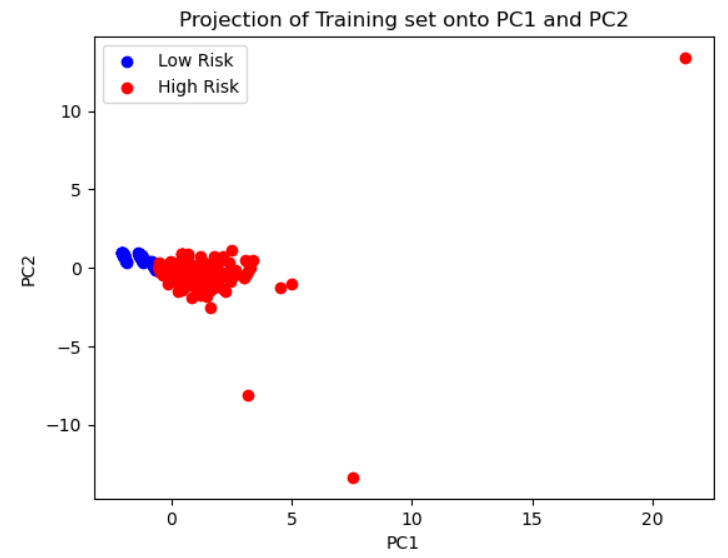 Projection of Training set onto PC1 and PC2
Low Risk
High Risk
10
5
0
−5
−10
PC2
0
5
10
15
20
PC1